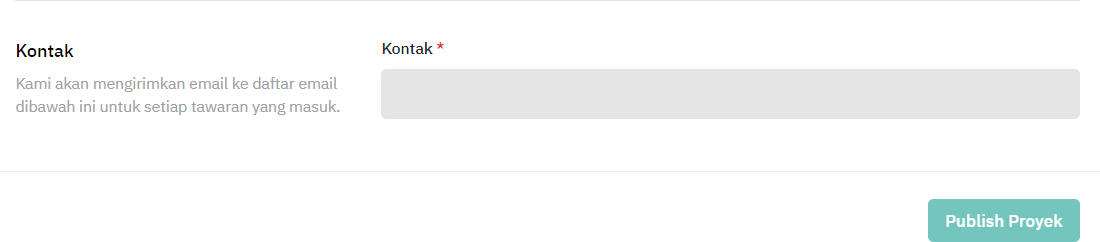 Kontak
Kami akan mengirimkan email ke daftar email
dibawah ini untuk setiap tawaran yang masuk.
Kontak *
Publish Proyek